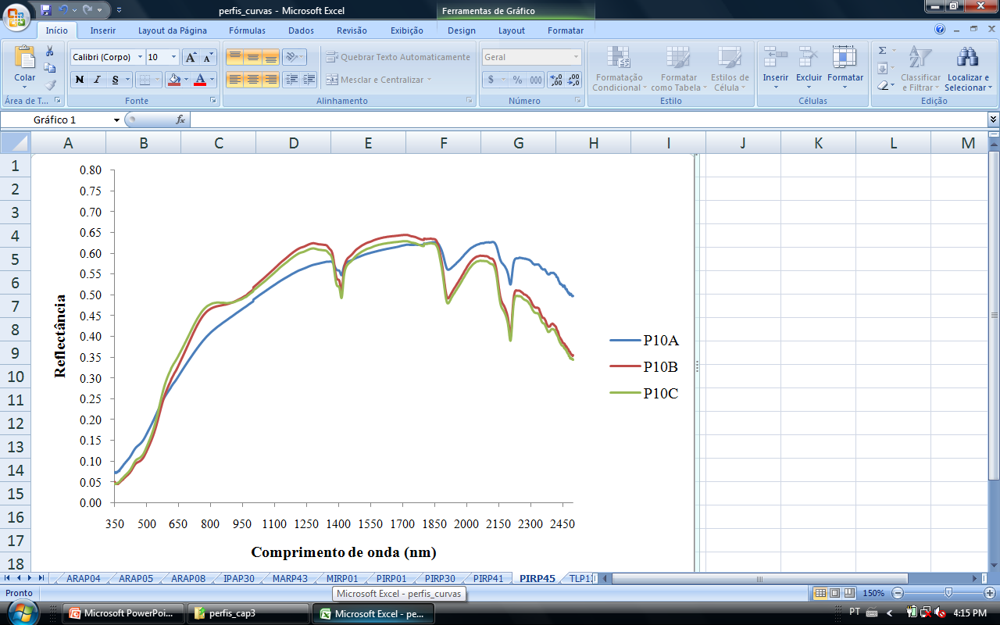 perfis_curvas - Microsoft Excel
Ferramentas de Gráfico
Início Inserir Layout da Página Fórmulas Dados Revisão Exibição Design Layout Formatar
Colar
Calibri (Corpo) 10
Quebrar Texto Automaticamente
Geral
N I S
Mesclar e Centralizar
$ % 000
Formatação Condicional
Formatar como Tabela
Estilos de Célula
Inserir Excluir Formatar
Classificar e Filtrar
Localizar e Selecionar
Área de T... Fonte Alinhamento Número Estilo Células Edição
Gráfico 1 fx
A B C D E F G H I J K L M
1
2
3
4
5
6
7
8
9
10
11
12
13
14
15
16
17
18
0.80
0.75
0.70
0.65
0.60
0.55
0.50
0.45
0.40
0.35
0.30
0.25
0.20
0.15
0.10
0.05
0.00
Reflectância
350 500 650 800 950 1100 1250 1400 1550 1700 1850 2000 2150 2300 2450
Comprimento de onda (nm)
P10A
P10B
P10C
ARAP04 ARAP05 ARAP08 IPAP30 MARP43 MIRP01 PIRP01 PIRP30 PIRP41 PIRP45
Pronto
Microsoft Excel - perfis_curvas
150%
Microsoft PowerPoi... perfis_cap3 Microsoft Excel - pe...
PT 4:15 PM